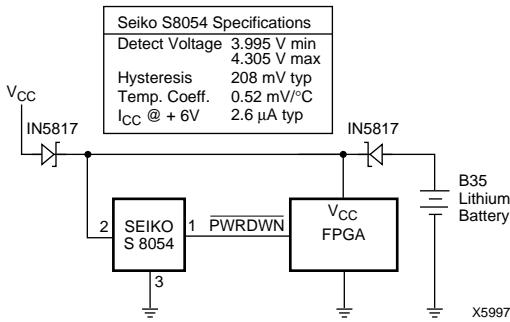 Seiko S8054 Specifications
Detect Voltage 3.995 V min
4.305 V max
Hysteresis 208 mV typ
Temp. Coeff. 0.52 mV/°C
ICC @ + 6V 2.6 µA typ
VCC
IN5817
IN5817
B35
Lithium
Battery
2
SEIKO
S 8054
1
PWRDWN
VCC
FPGA
3
X5997